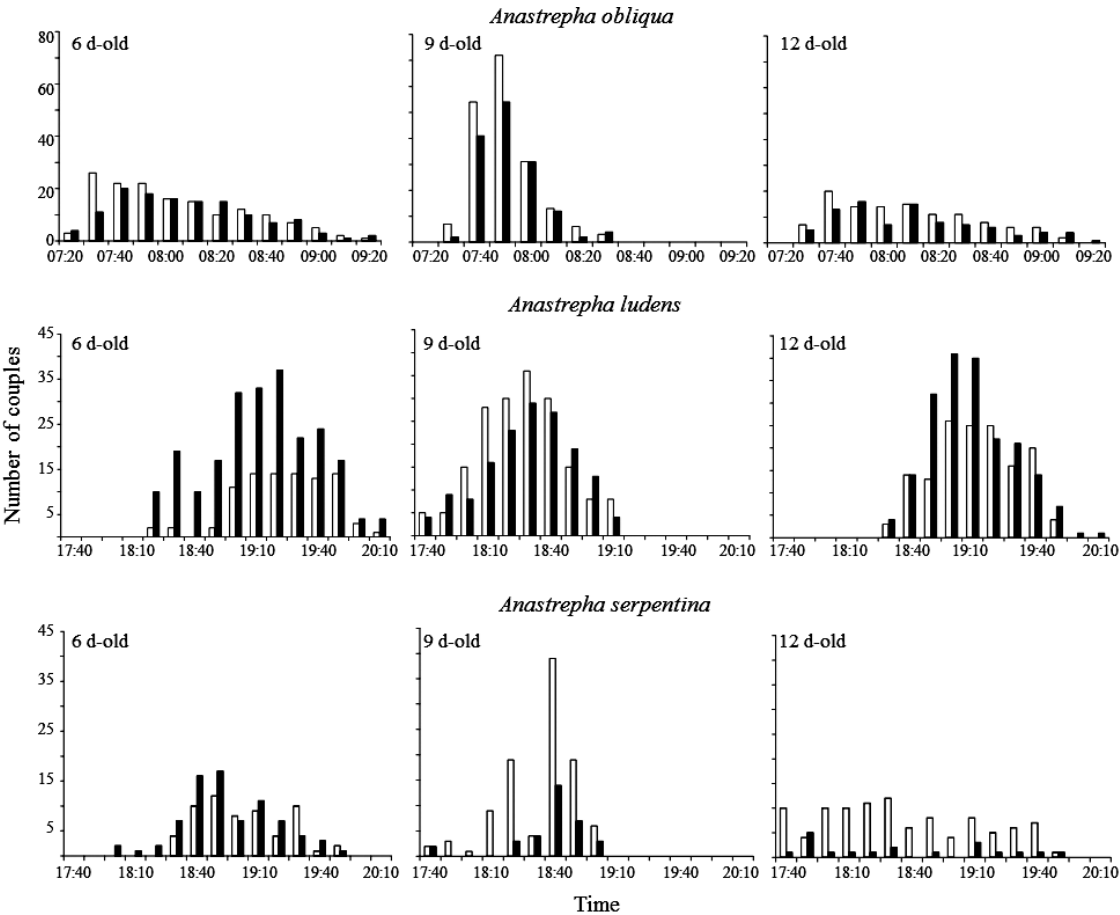 Anastrepha obliqua
6 d-old 9 d-old 12 d-old
80
60
40
20
0
07:20 07:40 08:00 08:20 08:40 09:00 09:20 07:20 07:40 08:00 08:20 08:40 09:00 09:20 07:20 07:40 08:00 08:20 08:40 09:00 09:20
Anastrepha ludens
6 d-old 9 d-old 12 d-old
Number of couples
45
35
25
15
5
17:40 18:10 18:40 19:10 19:40 20:10 17:40 18:10 18:40 19:10 19:40 20:10 17:40 18:10 18:40 19:10 19:40 20:10
Anastrepha serpentina
6 d-old 9 d-old 12 d-old
45
35
25
15
5
17:40 18:10 18:40 19:10 19:40 20:10 17:40 18:10 18:40 19:10 19:40 20:10 17:40 18:10 18:40 19:10 19:40 20:10
Time